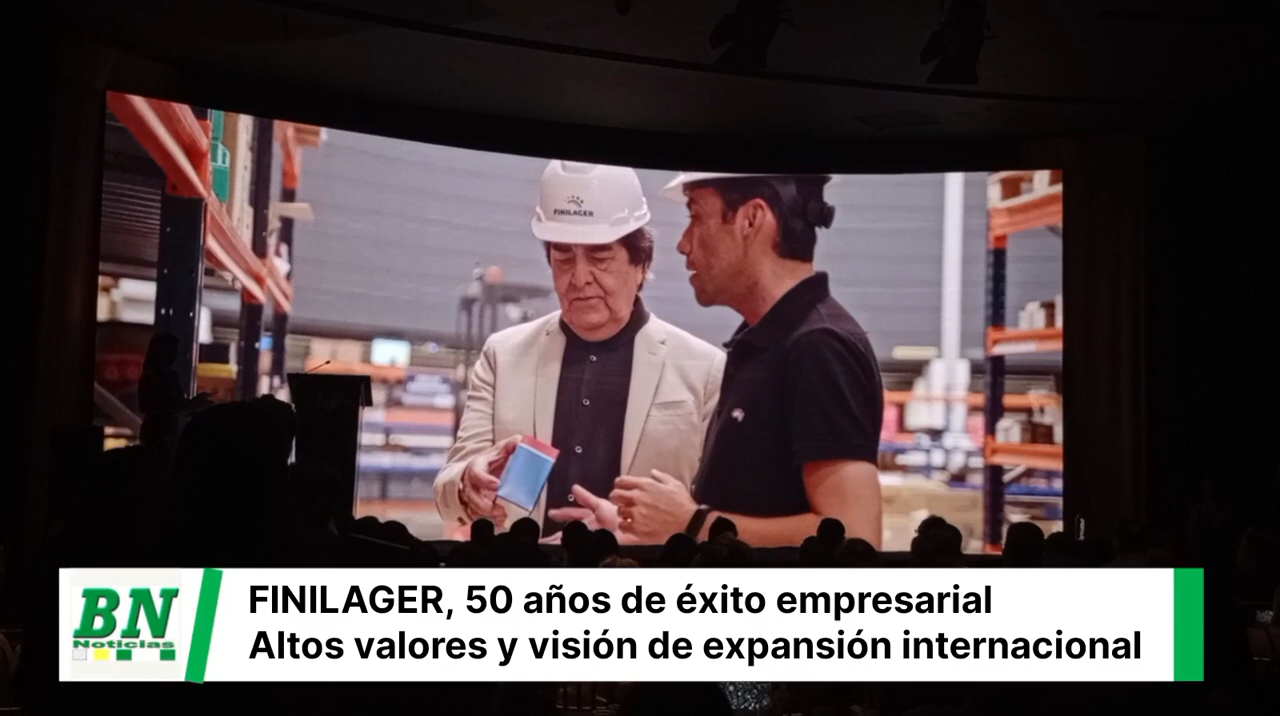 FINILAGER
BN
Noticias
FINILAGER, 50 años de éxito empresarial
Altos valores y visión de expansión internacional